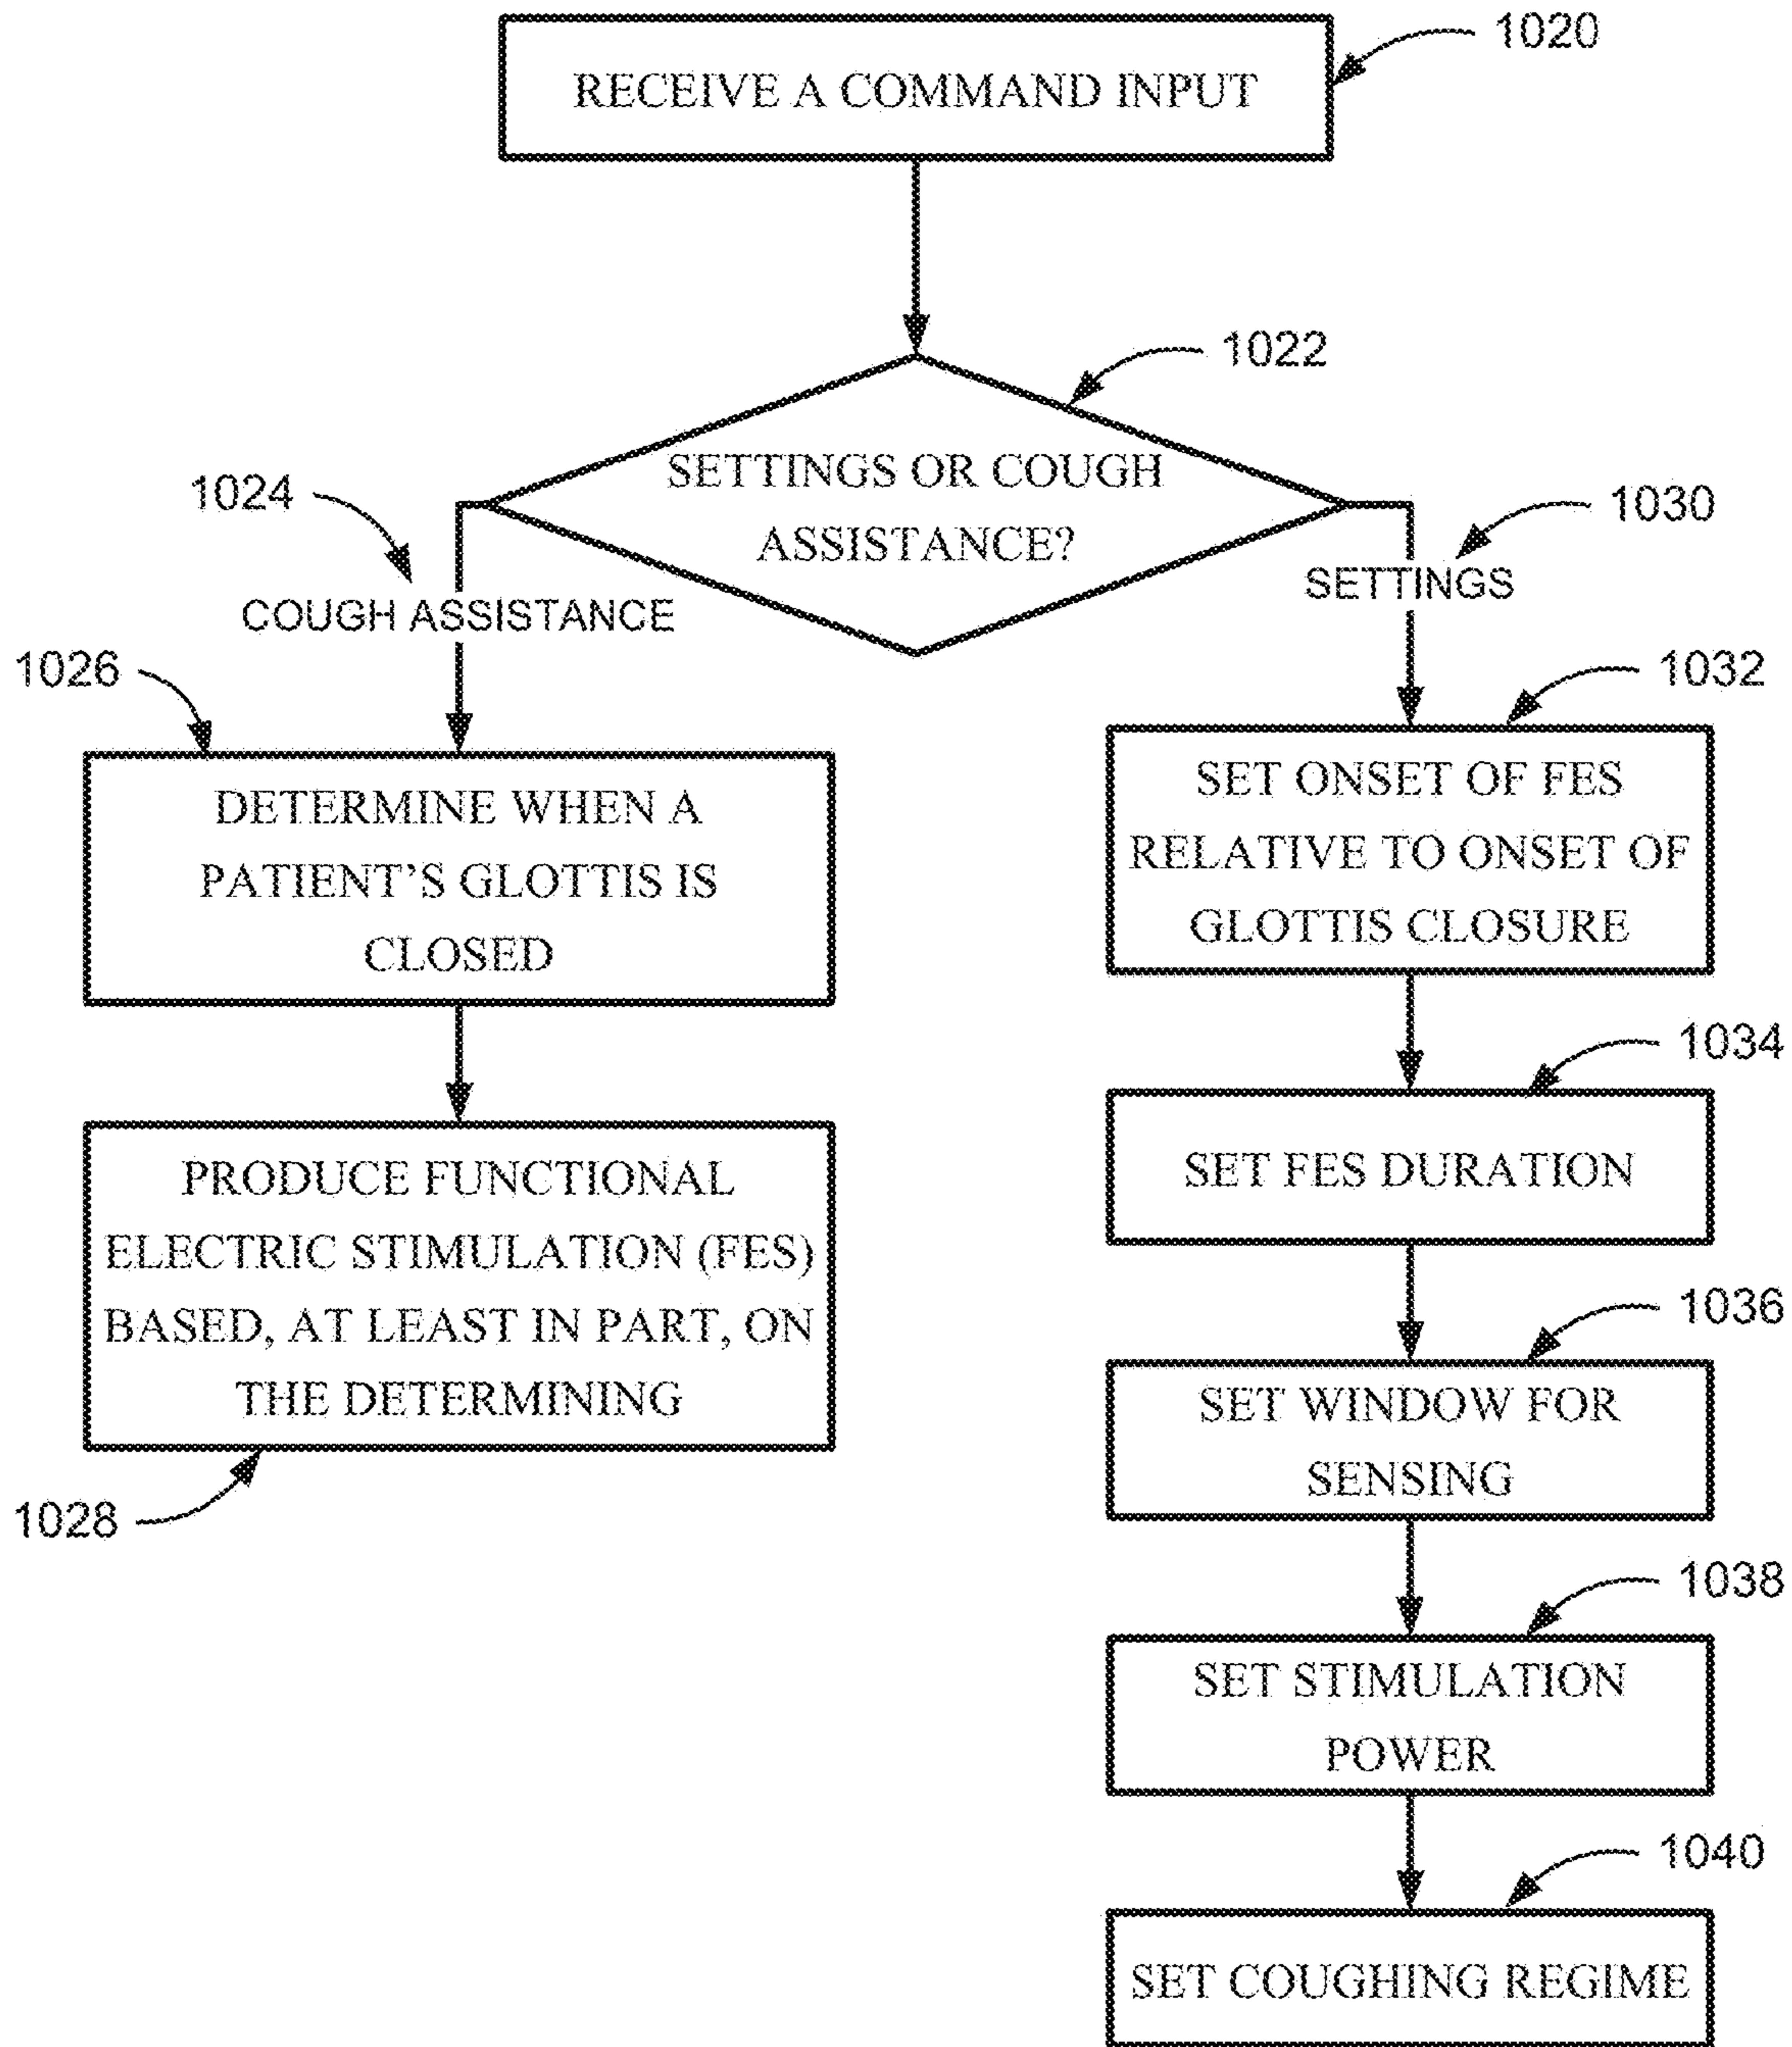 1020
RECEIVE A COMMAND INPUT
1022
SETTINGS OR COUGH
ASSISTANCE?
1024
COUGH ASSISTANCE
1026
DETERMINE WHEN A
PATIENT'S GLOTTIS IS
CLOSED
PRODUCE FUNCTIONAL
ELECTRIC STIMULATION (FES)
BASED, AT LEAST IN PART, ON
THE DETERMINING
1028
1030
SETTINGS
1032
SET ONSET OF FES
RELATIVE TO ONSET OF
GLOTTIS CLOSURE
1034
SET FES DURATION
1036
SET WINDOW FOR
SENSING
1038
SET STIMULATION
POWER
1040
SET COUGHING REGIME